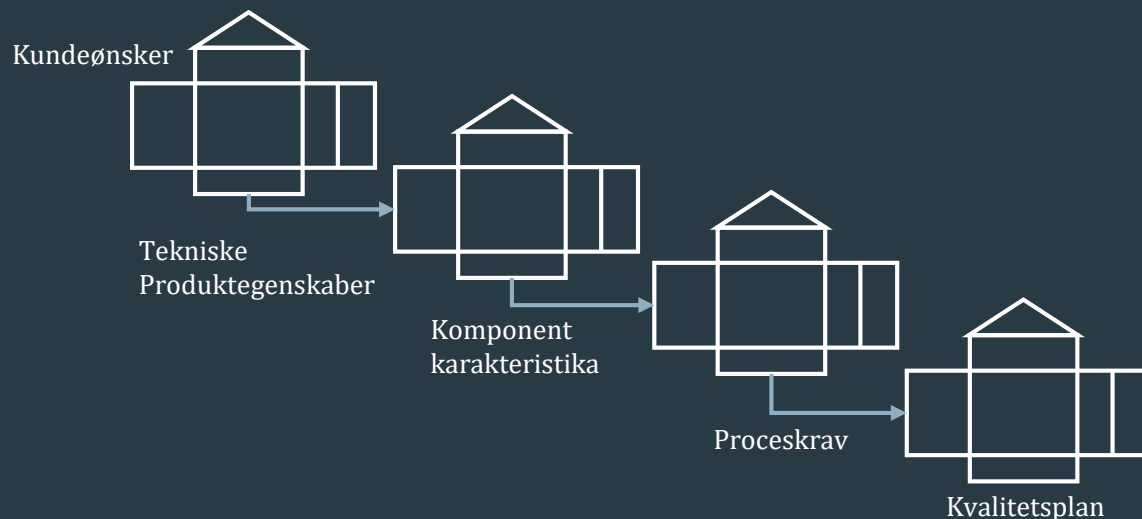 Kundeønsker
Tekniske
Produktegenskaber
Komponent
karakteristika
Proceskrav
Kvalitetsplan